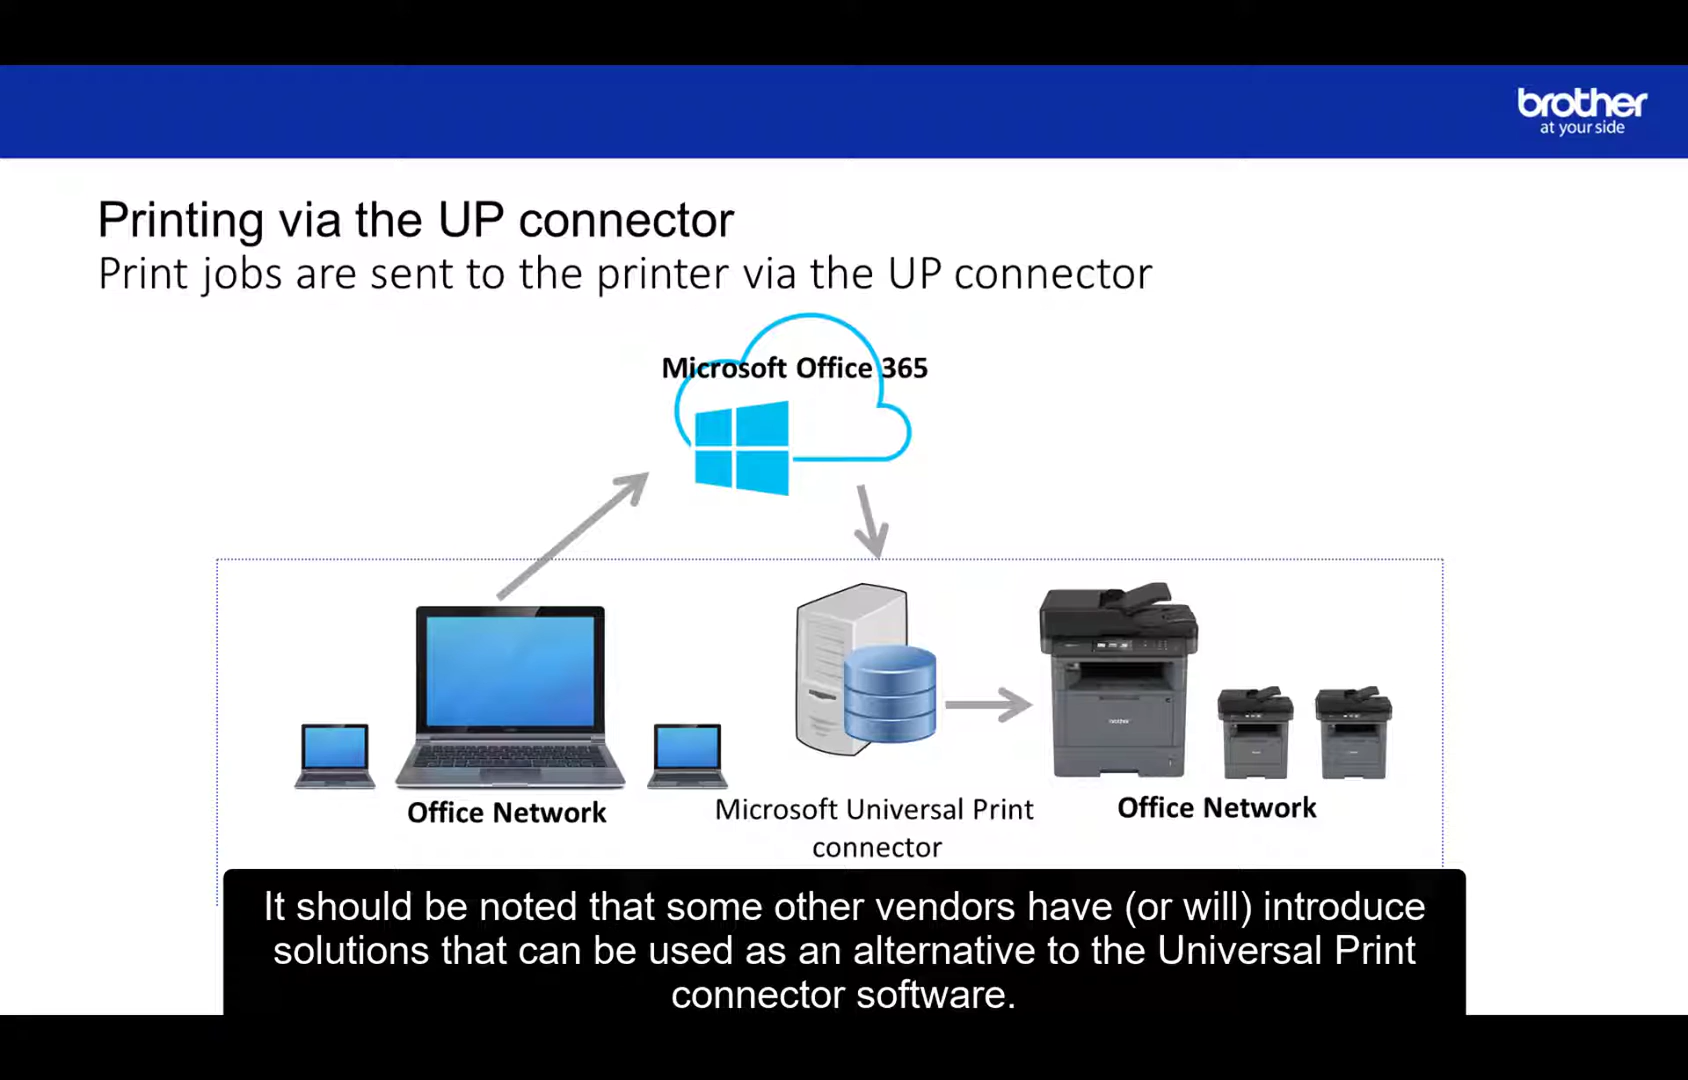 brother
at your side
Printing via the UP connector
Print jobs are sent to the printer via the UP connector
Microsoft Office 365
brother
Office Network
Microsoft Universal Print
connector
Office Network
It should be noted that some other vendors have (or will) introduce
solutions that can be used as an alternative to the Universal Print
connector software.